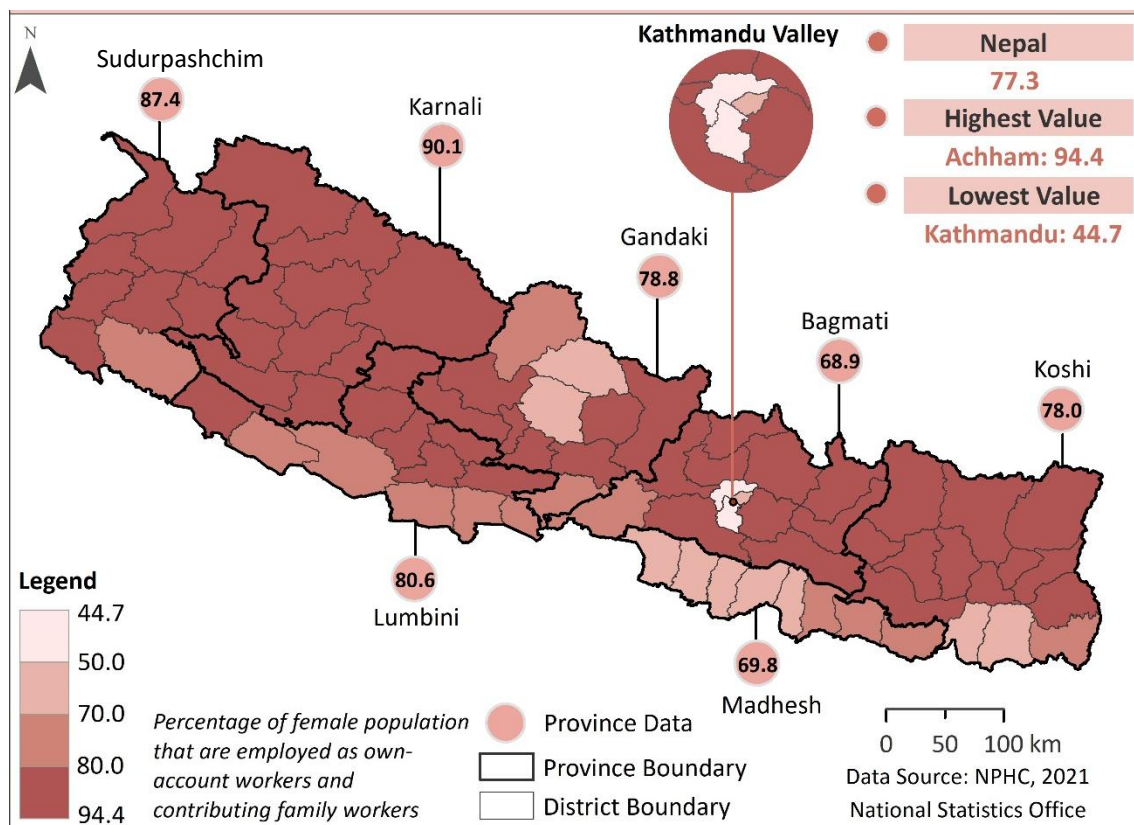 N
Sudurpashchim
87.4
Karnali
90.1
Gandaki
78.8
Kathmandu Valley
Bagmati
68.9
Koshi
78.0
Nepal
77.3
Highest Value
Achham: 94.4
Lowest Value
Kathmandu: 44.7
80.6
Lumbini
69.8
Madhesh
Legend
44.7
50.0
70.0
80.0
94.4
Percentage of female population
that are employed as own-
account workers and
contributing family workers
Province Data
Province Boundary
District Boundary
0 50 100 km
Data Source: NPHC, 2021
National Statistics Office